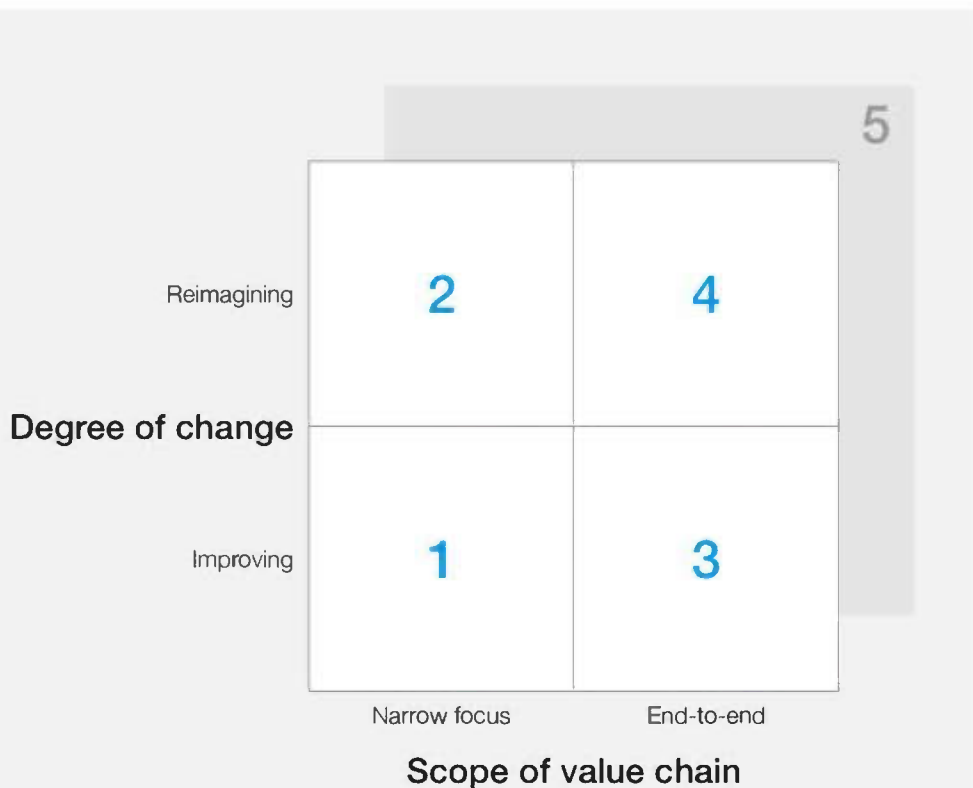 5
Reimagining
2
4
Degree of change
Improving
1
3
Narrow focus
End-to-end
Scope of value chain